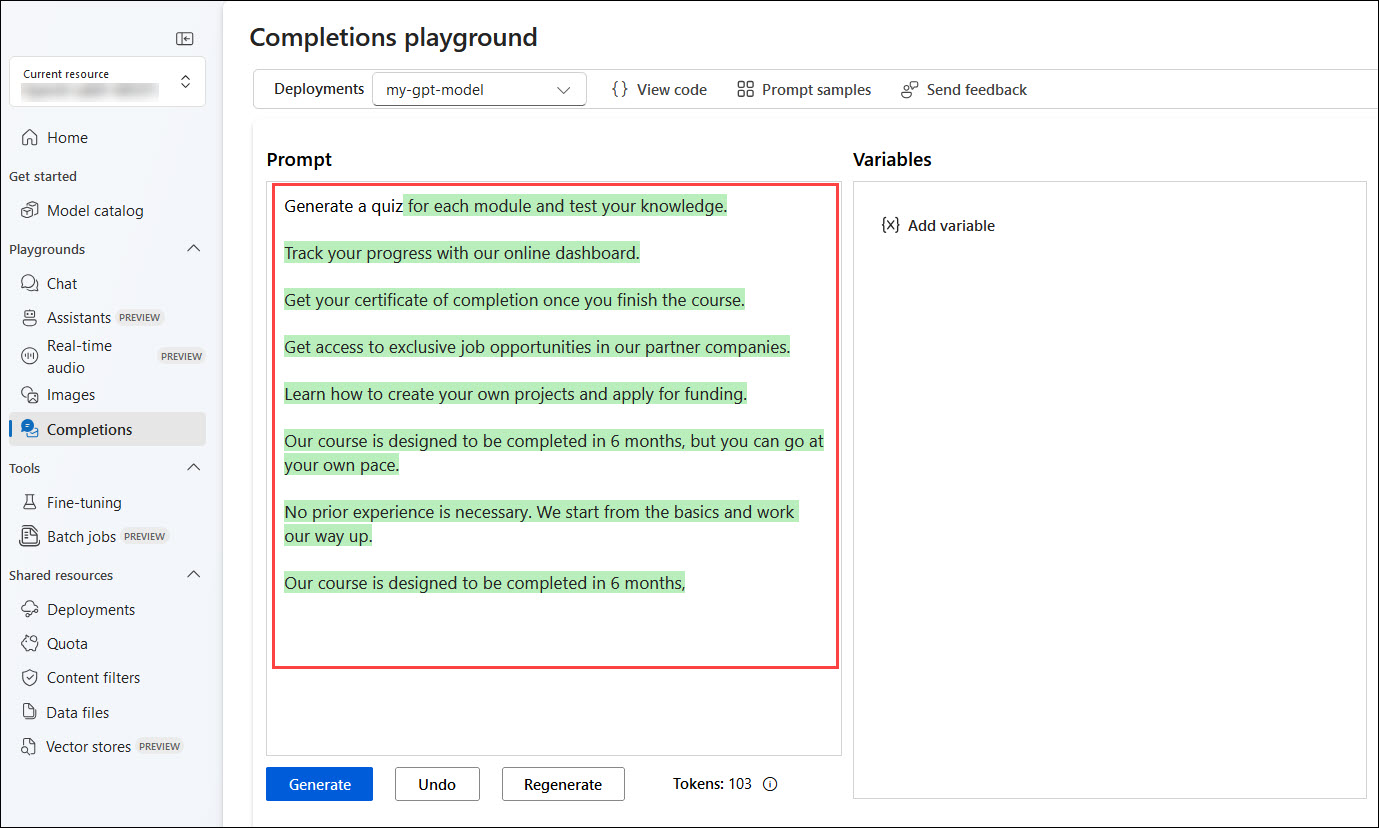 Completions playground
Current resource
Deployments
my-gpt-model
{} View code
Prompt samples
Send feedback
Home
Get started
Model catalog
Playgrounds
Chat
Assistants PREVIEW
Real-time
audio
PREVIEW
Images
Completions
Tools
Fine-tuning
Batch jobs PREVIEW
Shared resources
Deployments
Quota
Content filters
Data files
Vector stores PREVIEW
Prompt
Generate a quiz for each module and test your knowledge.
Track your progress with our online dashboard.
Get your certificate of completion once you finish the course.
Get access to exclusive job opportunities in our partner companies.
Learn how to create your own projects and apply for funding.
Our course is designed to be completed in 6 months, but you can go at
your own pace.
No prior experience is necessary. We start from the basics and work
our way up.
Our course is designed to be completed in 6 months,
Generate
Undo
Regenerate
Tokens: 103
Variables
{x} Add variable